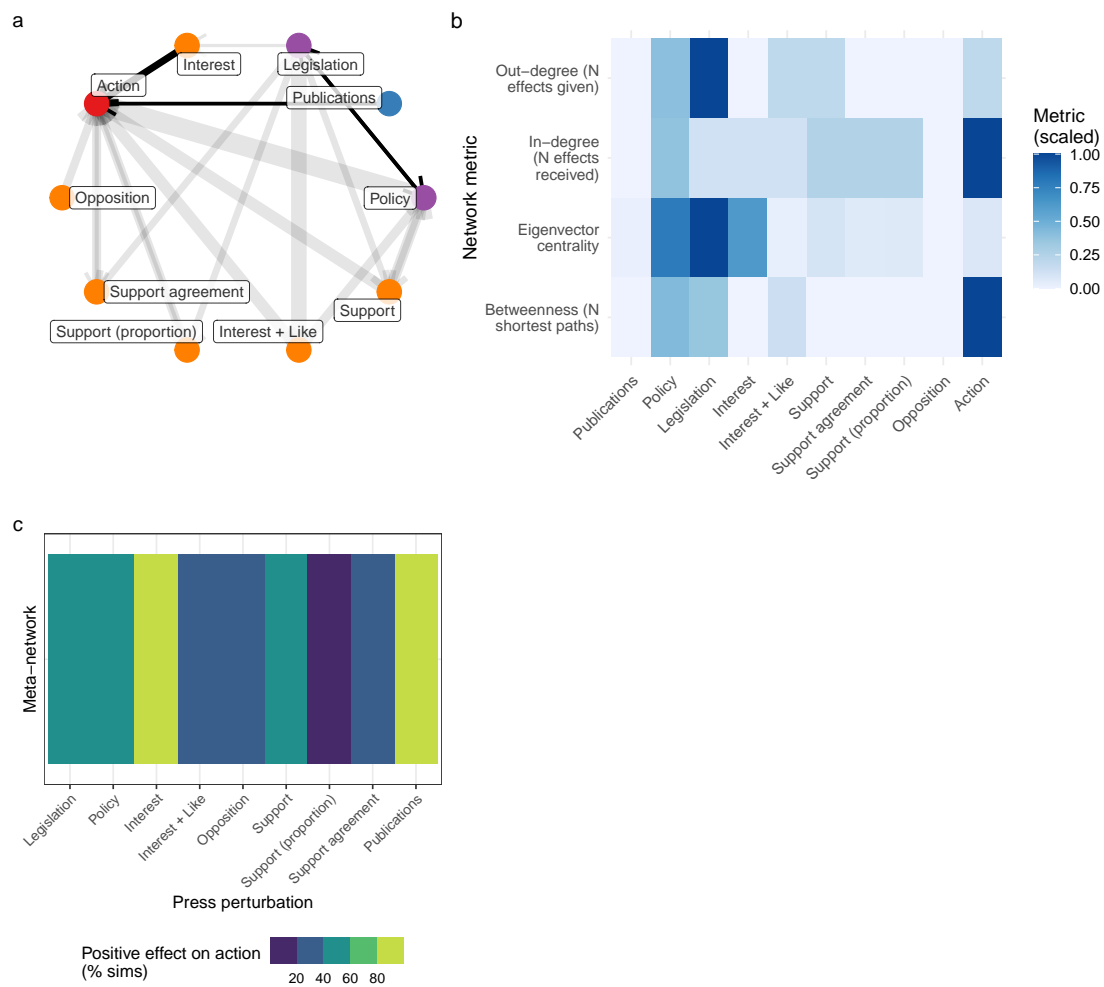 a
Interest
Legislation
Action
Publications
Opposition
Policy
Support agreement
Support
Support (proportion)
Interest + Like
b
Network metric
Out−degree (N
effects given)
In−degree
(N effects
received)
Eigenvector
centrality
Betweenness (N
shortest paths)
Publications
Policy
Legislation
Interest
Interest + Like
Support
Support agreement
Support (proportion)
Opposition
Action
Metric
(scaled)
1.00
0.75
0.50
0.25
0.00
c
Meta−network
Legislation
Policy
Interest
Interest + Like
Opposition
Support
Support (proportion)
Support agreement
Publications
Press perturbation
Positive effect on action
(% sims)
20 40 60 80